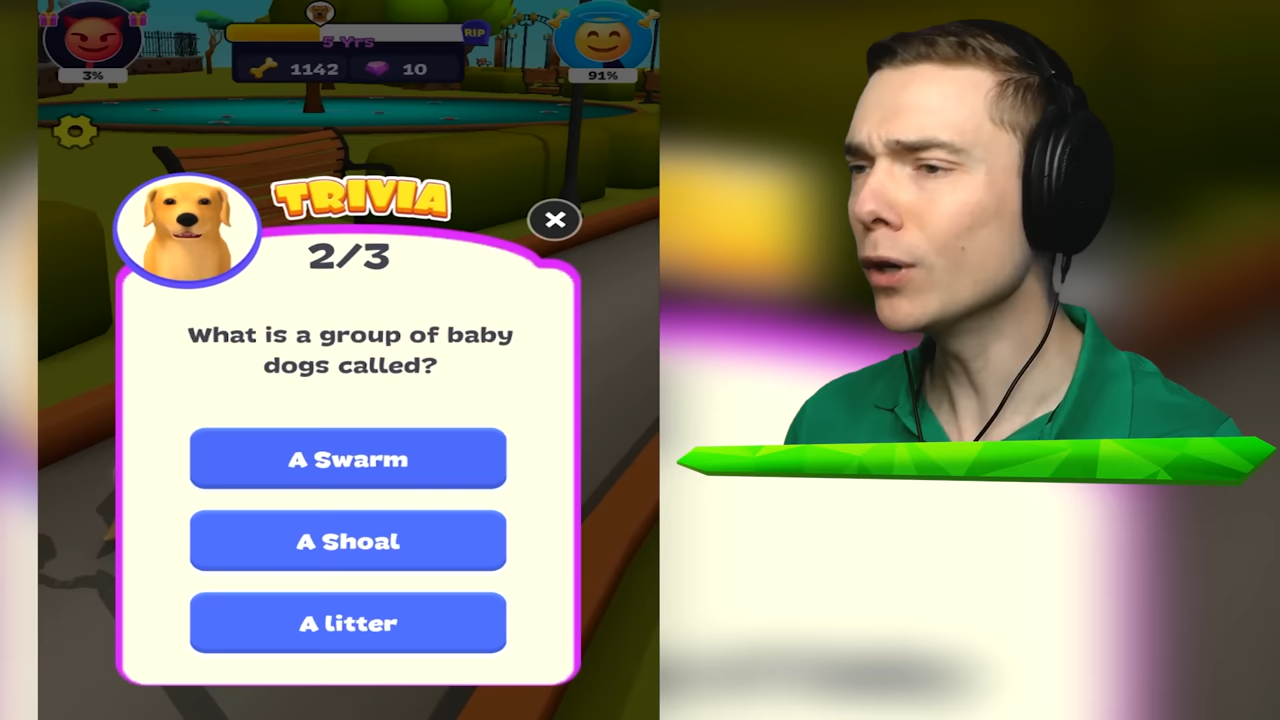 5 Yrs
RIP
1142
10
3%
91%
TRIVIA
2/3
What is a group of baby
dogs called?
A Swarm
A Shoal
A litter